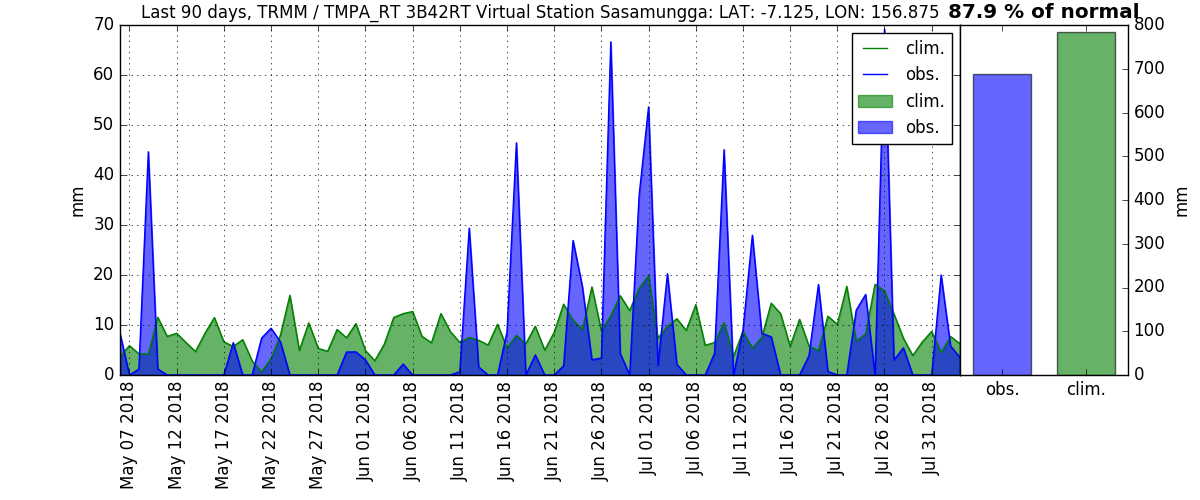 Last 90 days, TRMM / TMPA_RT 3B42RT Virtual Station Sasamungga: LAT: -7.125, LON: 156.875 87.9 % of normal
70
60
50
40
30
20
10
0
mm
clim.
obs.
clim.
obs.
May 07 2018
May 12 2018
May 17 2018
May 22 2018
May 27 2018
Jun 01 2018
Jun 06 2018
Jun 11 2018
Jun 16 2018
Jun 21 2018
Jun 26 2018
Jul 01 2018
Jul 06 2018
Jul 11 2018
Jul 16 2018
Jul 21 2018
Jul 26 2018
Jul 31 2018
800
700
600
500
400
300
200
100
0
mm
obs. clim.